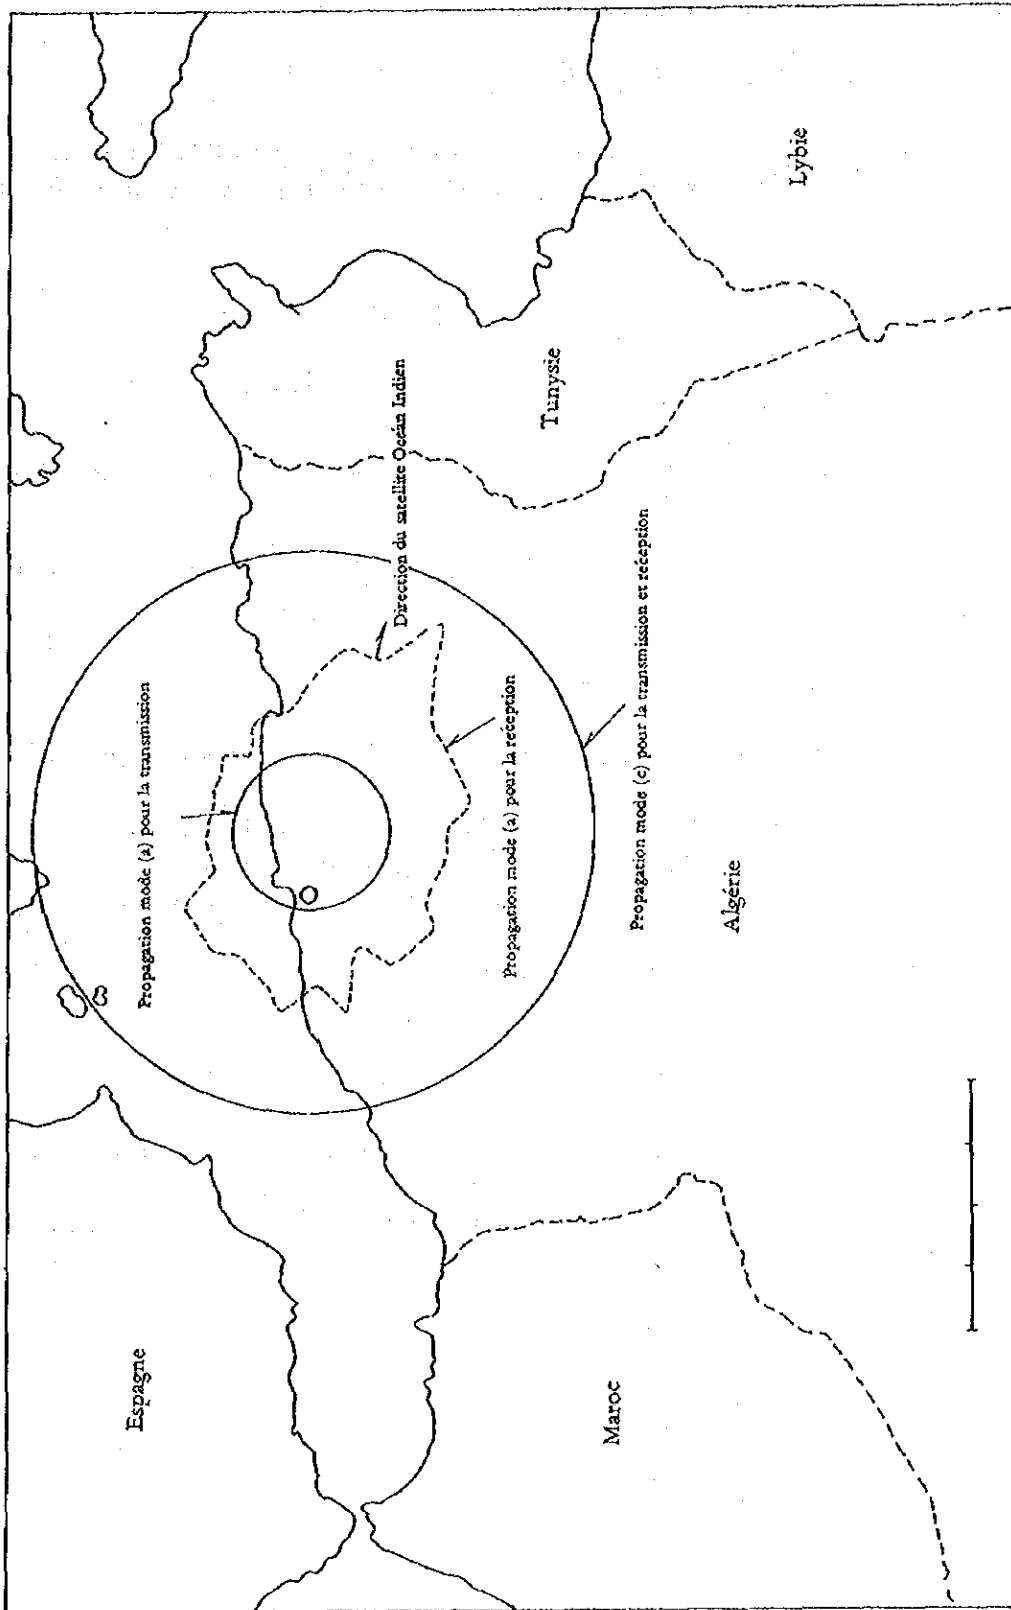 Espagne
Maroc
Algérie
Tunysie
Lybie
Propagation mode (a) pour la transmission
Direction du satellite Océan Indien
Propagation mode (a) pour la réception
Propagation mode (c) pour la transmission et réception